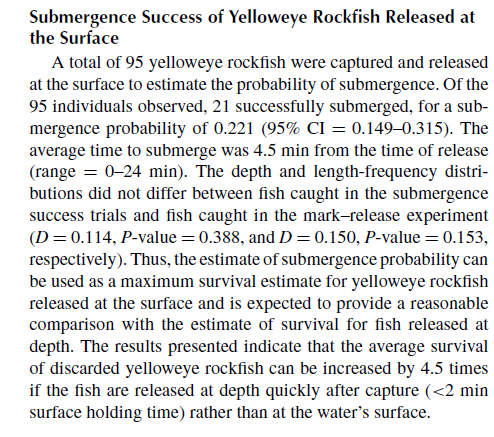 Submergence Success of Yelloweye Rockfish Released at
the Surface
A total of 95 yelloweye rockfish were captured and released
at the surface to estimate the probability of submergence. Of the
95 individuals observed, 21 successfully submerged, for a sub-
mergence probability of 0.221 (95% CI = 0.149–0.315). The
average time to submerge was 4.5 min from the time of release
(range = 0–24 min). The depth and length-frequency distri-
butions did not differ between fish caught in the submergence
success trials and fish caught in the mark–release experiment
(D = 0.114, P-value = 0.388, and D = 0.150, P-value = 0.153,
respectively). Thus, the estimate of submergence probability can
be used as a maximum survival estimate for yelloweye rockfish
released at the surface and is expected to provide a reasonable
comparison with the estimate of survival for fish released at
depth. The results presented indicate that the average survival
of discarded yelloweye rockfish can be increased by 4.5 times
if the fish are released at depth quickly after capture (<2 min
surface holding time) rather than at the water’s surface.